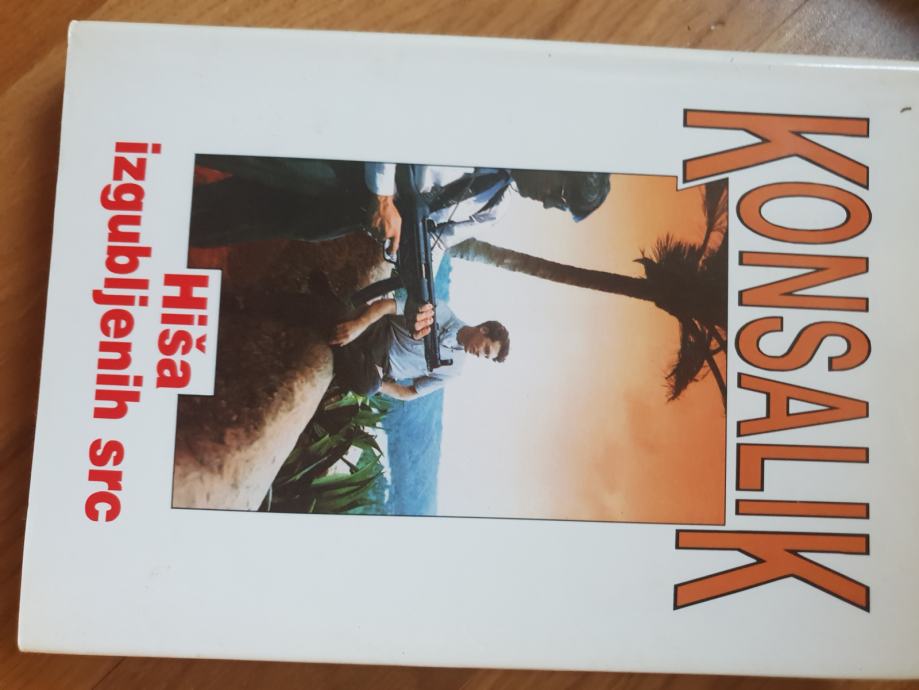 KONSALIK
Hiša
izgubljenih src